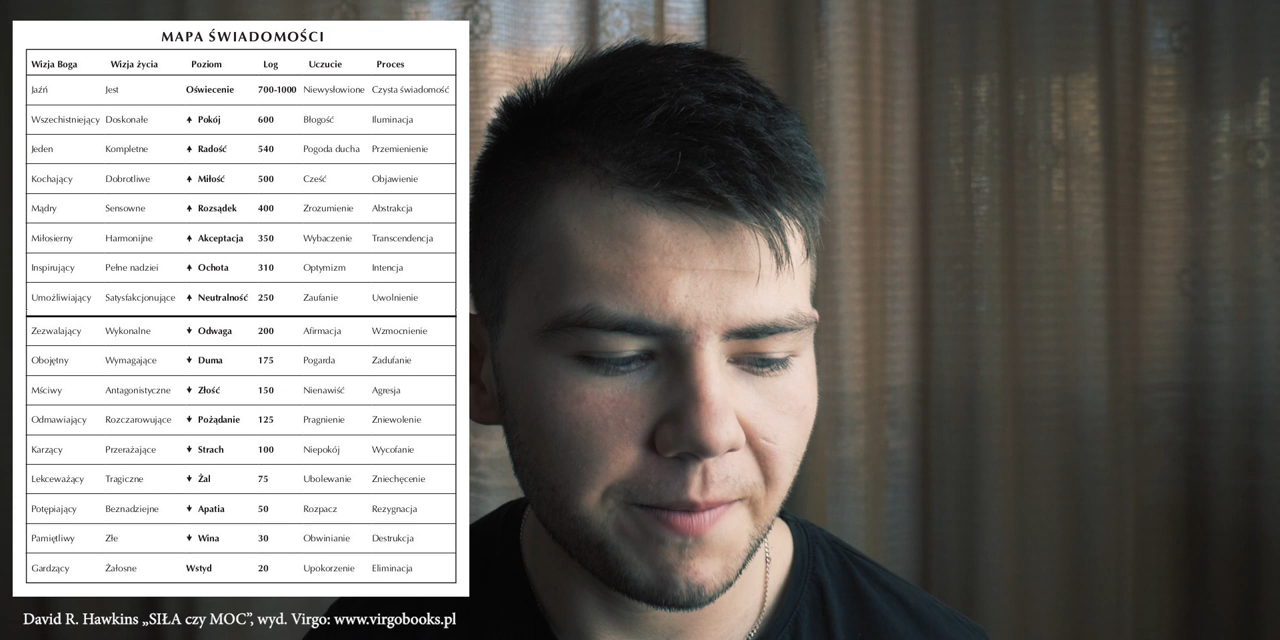 MAPA ŚWIADOMOŚCI
Wizja Boga Wizja życia Poziom Log Uczucie Proces
Jaźń Jest Oświecenie 700-1000 Niewysłowione Czysta świadomość
Wszechistniejący Doskonałe Pokój 600 Błogość Iluminacja
Jeden Kompletne Radość 540 Pogoda ducha Przemienienie
Kochający Dobrotliwe Miłość 500 Cześć Objawienie
Mądry Sensowne Rozsądek 400 Zrozumienie Abstrakcja
Miłosierny Harmonijne Akceptacja 350 Wybaczenie Transcendencja
Inspirujący Pełne nadziei Ochota 310 Optymizm Intencja
Umożliwiający Satysfakcjonujące Neutralność 250 Zaufanie Uwolnienie
Zezwalający Wykonalne Odwaga 200 Afirmacja Wzmocnienie
Obojętny Wymagające Duma 175 Pogarda Zadufanie
Mściwy Antagonistyczne Złość 150 Nienawiść Agresja
Odmawiający Rozczarowujące Pożądanie 125 Pragnienie Zniewolenie
Karzący Przerażające Strach 100 Niepokój Wycofanie
Lekceważący Tragiczne Żal 75 Ubolewanie Zniechęcenie
Potępiający Beznadziejne Apatia 50 Rozpacz Rezygnacja
Pamiętliwy Złe Wina 30 Obwinianie Destrukcja
Gardzący Żałosne Wstyd 20 Upokorzenie Eliminacja
David R. Hawkins „SIŁA czy MOC”, wyd. Virgo: www.virgobooks.pl